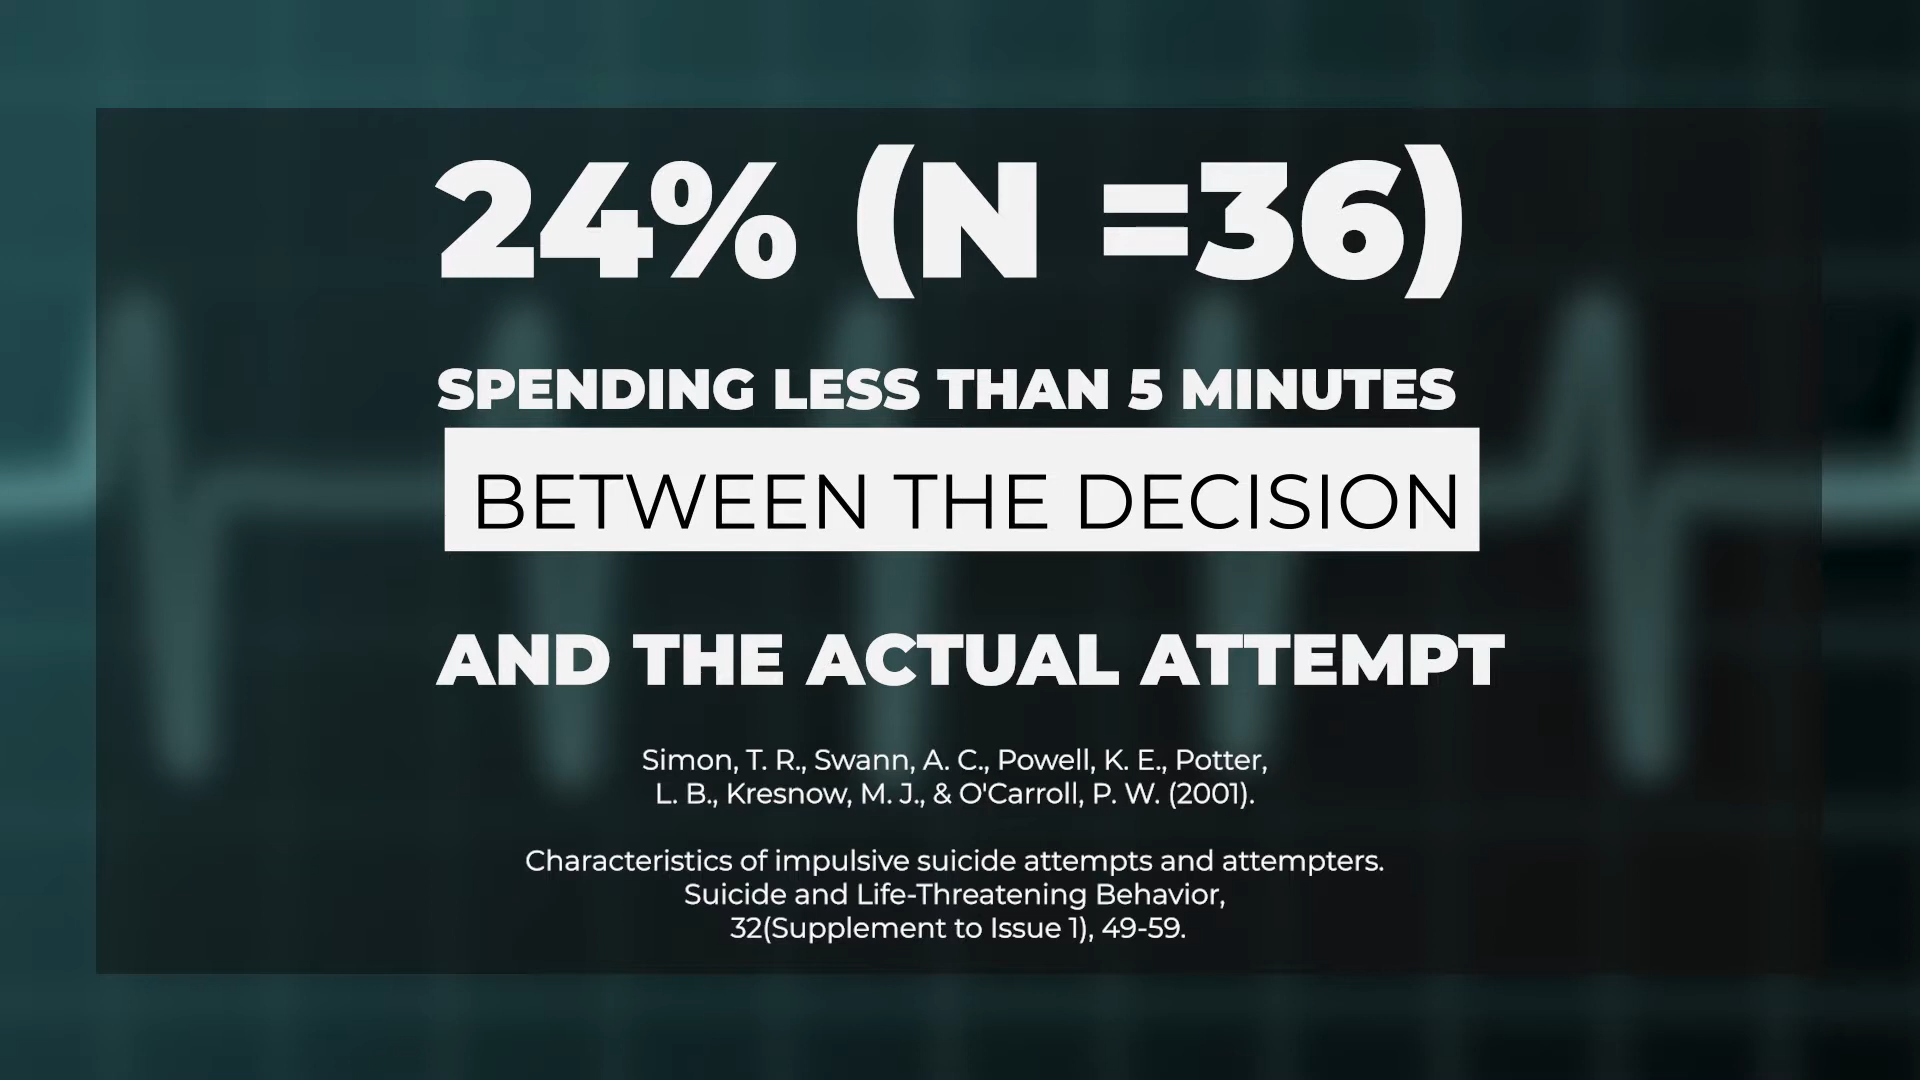 24% (N =36)
SPENDING LESS THAN 5 MINUTES
BETWEEN THE DECISION
AND THE ACTUAL ATTEMPT
Simon, T. R., Swann, A. C., Powell, K. E., Potter,
L. B., Kresnow, M. J., & O'Carroll, P. W. (2001).
Characteristics of impulsive suicide attempts and attempters.
Suicide and Life-Threatening Behavior,
32(Supplement to Issue 1), 49-59.